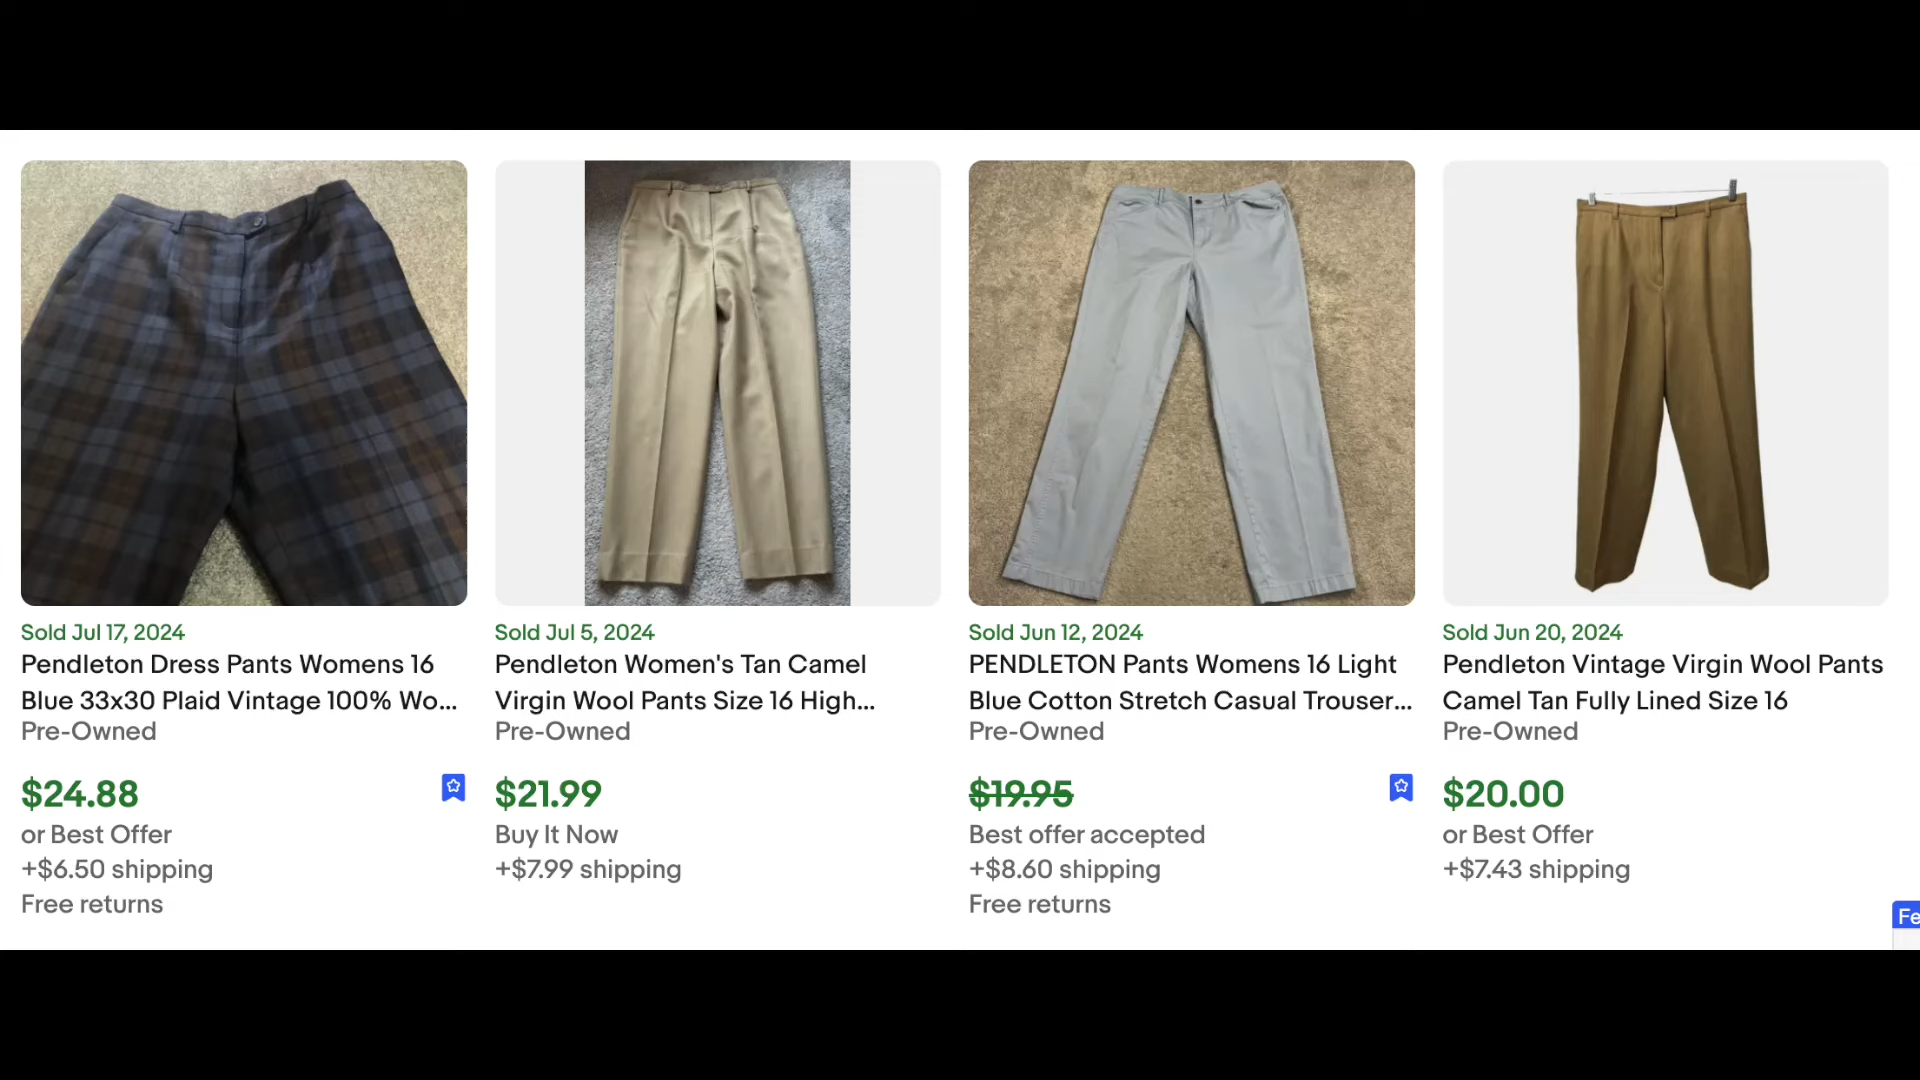 Sold Jul 17, 2024
Pendleton Dress Pants Womens 16
Blue 33x30 Plaid Vintage 100% Wo...
Pre-Owned
$24.88
or Best Offer
+$6.50 shipping
Free returns
Sold Jul 5, 2024
Pendleton Women's Tan Camel
Virgin Wool Pants Size 16 High...
Pre-Owned
$21.99
Buy It Now
+$7.99 shipping
Sold Jun 12, 2024
PENDLETON Pants Womens 16 Light
Blue Cotton Stretch Casual Trouser...
Pre-Owned
$19.95
Best offer accepted
+$8.60 shipping
Free returns
Sold Jun 20, 2024
Pendleton Vintage Virgin Wool Pants
Camel Tan Fully Lined Size 16
Pre-Owned
$20.00
or Best Offer
+$7.43 shipping
Fe